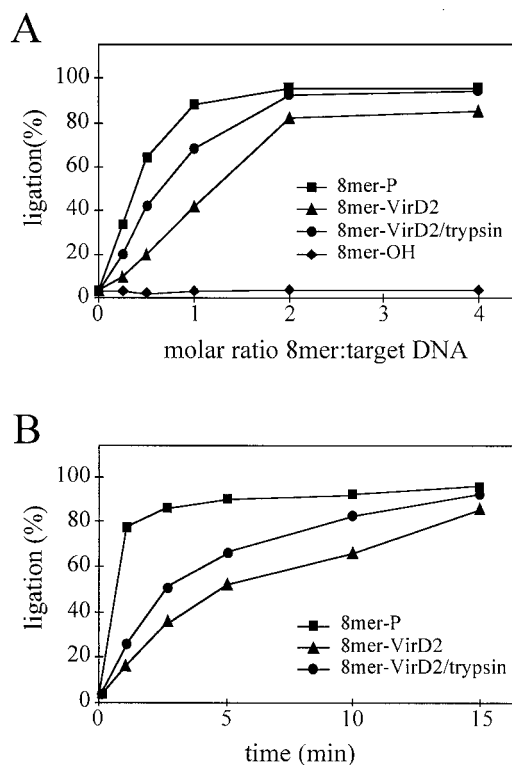 A
ligation(%)
100
80
60
40
20
0
8mer-P
8mer-VirD2
8mer-VirD2/trypsin
8mer-OH
0 1 2 3 4
molar ratio 8mer:target DNA
B
ligation (%)
100
80
60
40
20
0
8mer-P
8mer-VirD2
8mer-VirD2/trypsin
0 5 10 15
time (min)